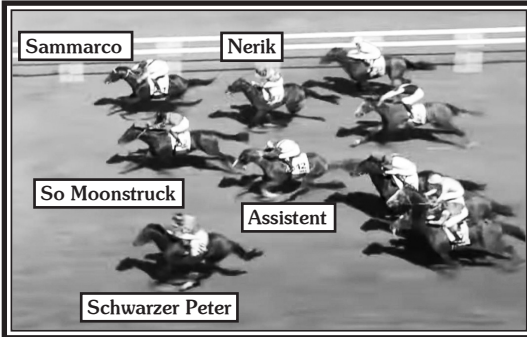 Sammarco
Nerik
So Moonstruck
Assistent
Schwarzer Peter